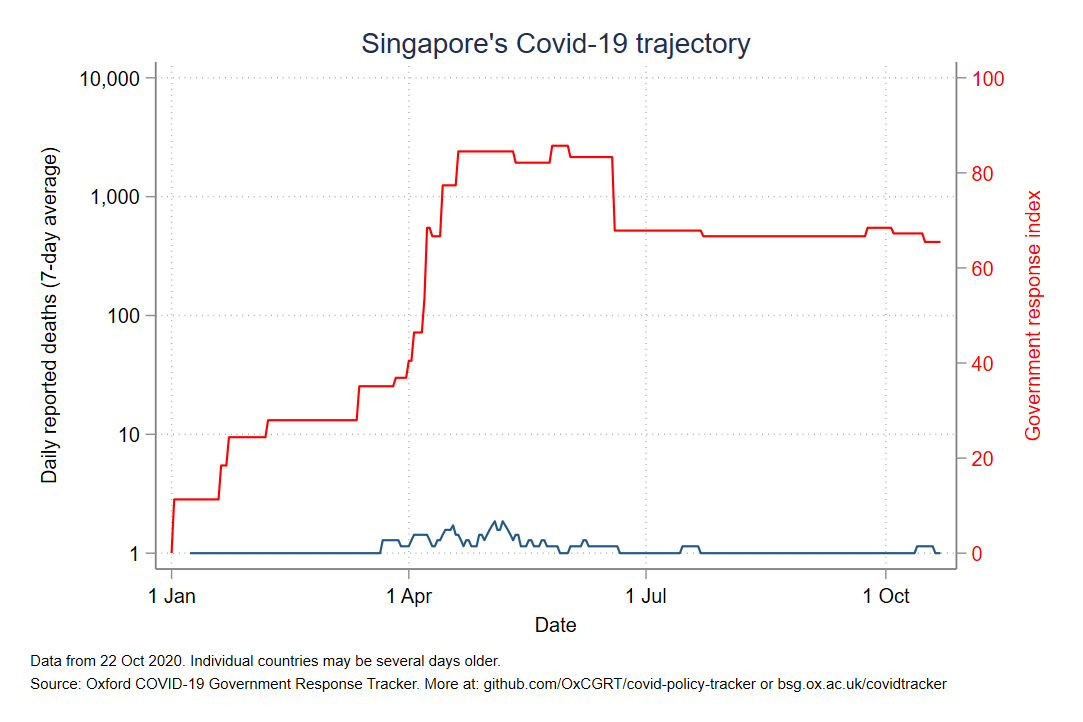 Singapore's Covid-19 trajectory
10,000
1,000
100
10
1
Daily reported deaths (7-day average)
100
80
60
40
20
0
Government response index
1 Jan
1 Apr
1 Jul
1 Oct
Date
Data from 22 Oct 2020. Individual countries may be several days older.
Source: Oxford COVID-19 Government Response Tracker. More at: github.com/OxCGRT/covid-policy-tracker or bsg.ox.ac.uk/covidtracker